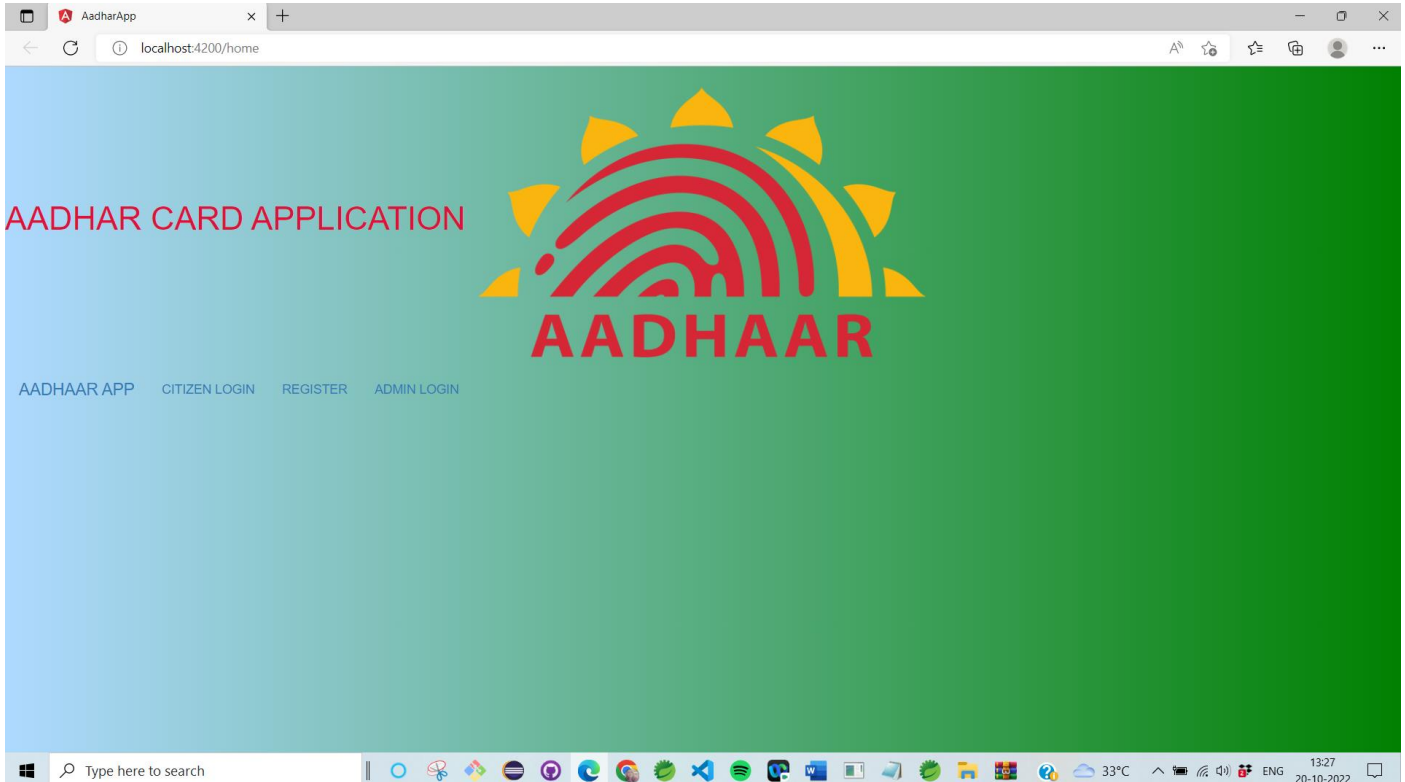 AadharApp
localhost:4200/home
AADHAR CARD APPLICATION
AADHAAR
AADHAAR APP CITIZEN LOGIN REGISTER ADMIN LOGIN
Type here to search
33°C ENG 13:27
20-10-2022